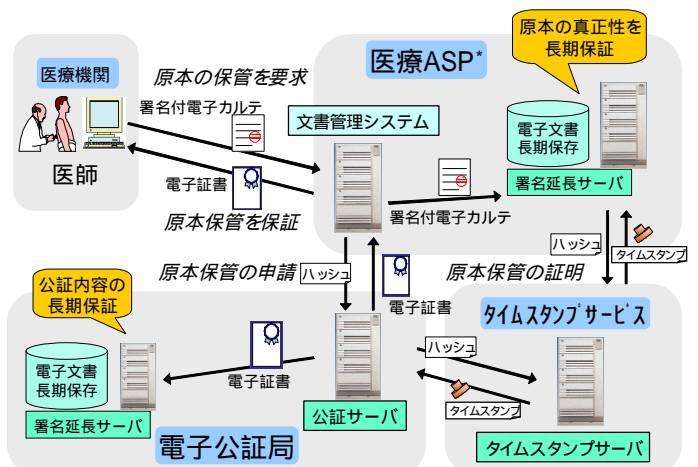 原本の真正性を
長期保証
医療ASP*
医療機関
原本の保管を要求
署名付電子カルテ
文書管理システム
電子文書
長期保存
医師
電子証書
署名延長サーバ
原本保管を保証
署名付電子カルテ
ハッシュ
タイムスタンプ
原本保管の申請
ハッシュ
原本保管の証明
公証内容の
長期保証
電子証書
タイムスタンプサービス
ハッシュ
電子文書
長期保存
電子証書
タイムスタンプ
公証サーバ
署名延長サーバ
電子公証局
タイムスタンプサーバ